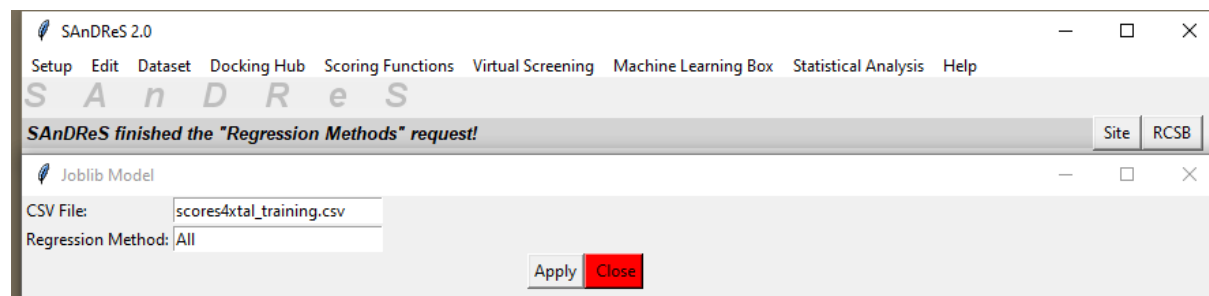 SAnDReS 2.0
Setup Edit Dataset Docking Hub Scoring Functions Virtual Screening Machine Learning Box Statistical Analysis Help
S A n D R e S
SAnDReS finished the "Regression Methods" request! Site RCSB
Joblib Model
CSV File: scores4xtal_training.csv
Regression Method: All
Apply Close